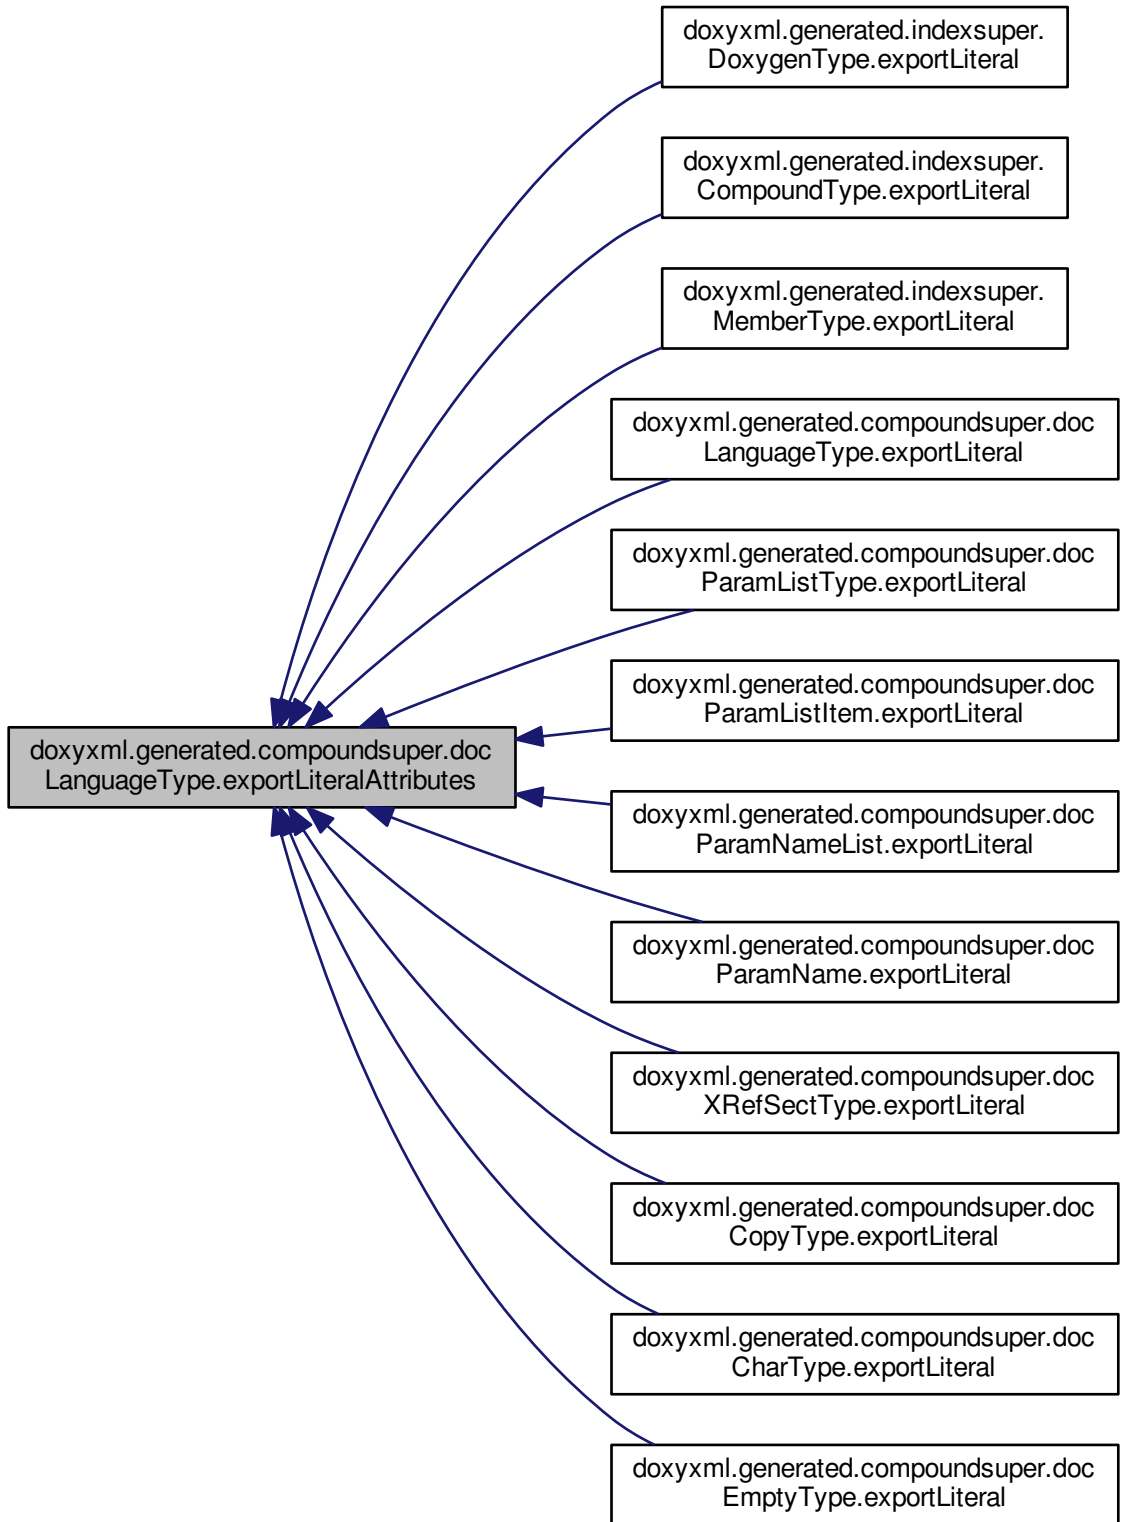 doxyxml.generated.indexsuper.
DoxygenType.exportLiteral
doxyxml.generated.indexsuper.
CompoundType.exportLiteral
doxyxml.generated.indexsuper.
MemberType.exportLiteral
doxyxml.generated.compoundsuper.doc
LanguageType.exportLiteral
doxyxml.generated.compoundsuper.doc
ParamListType.exportLiteral
doxyxml.generated.compoundsuper.doc
ParamListItem.exportLiteral
doxyxml.generated.compoundsuper.doc
LanguageType.exportLiteralAttributes
doxyxml.generated.compoundsuper.doc
ParamNameList.exportLiteral
doxyxml.generated.compoundsuper.doc
ParamName.exportLiteral
doxyxml.generated.compoundsuper.doc
XRefSectType.exportLiteral
doxyxml.generated.compoundsuper.doc
CopyType.exportLiteral
doxyxml.generated.compoundsuper.doc
CharType.exportLiteral
doxyxml.generated.compoundsuper.doc
EmptyType.exportLiteral